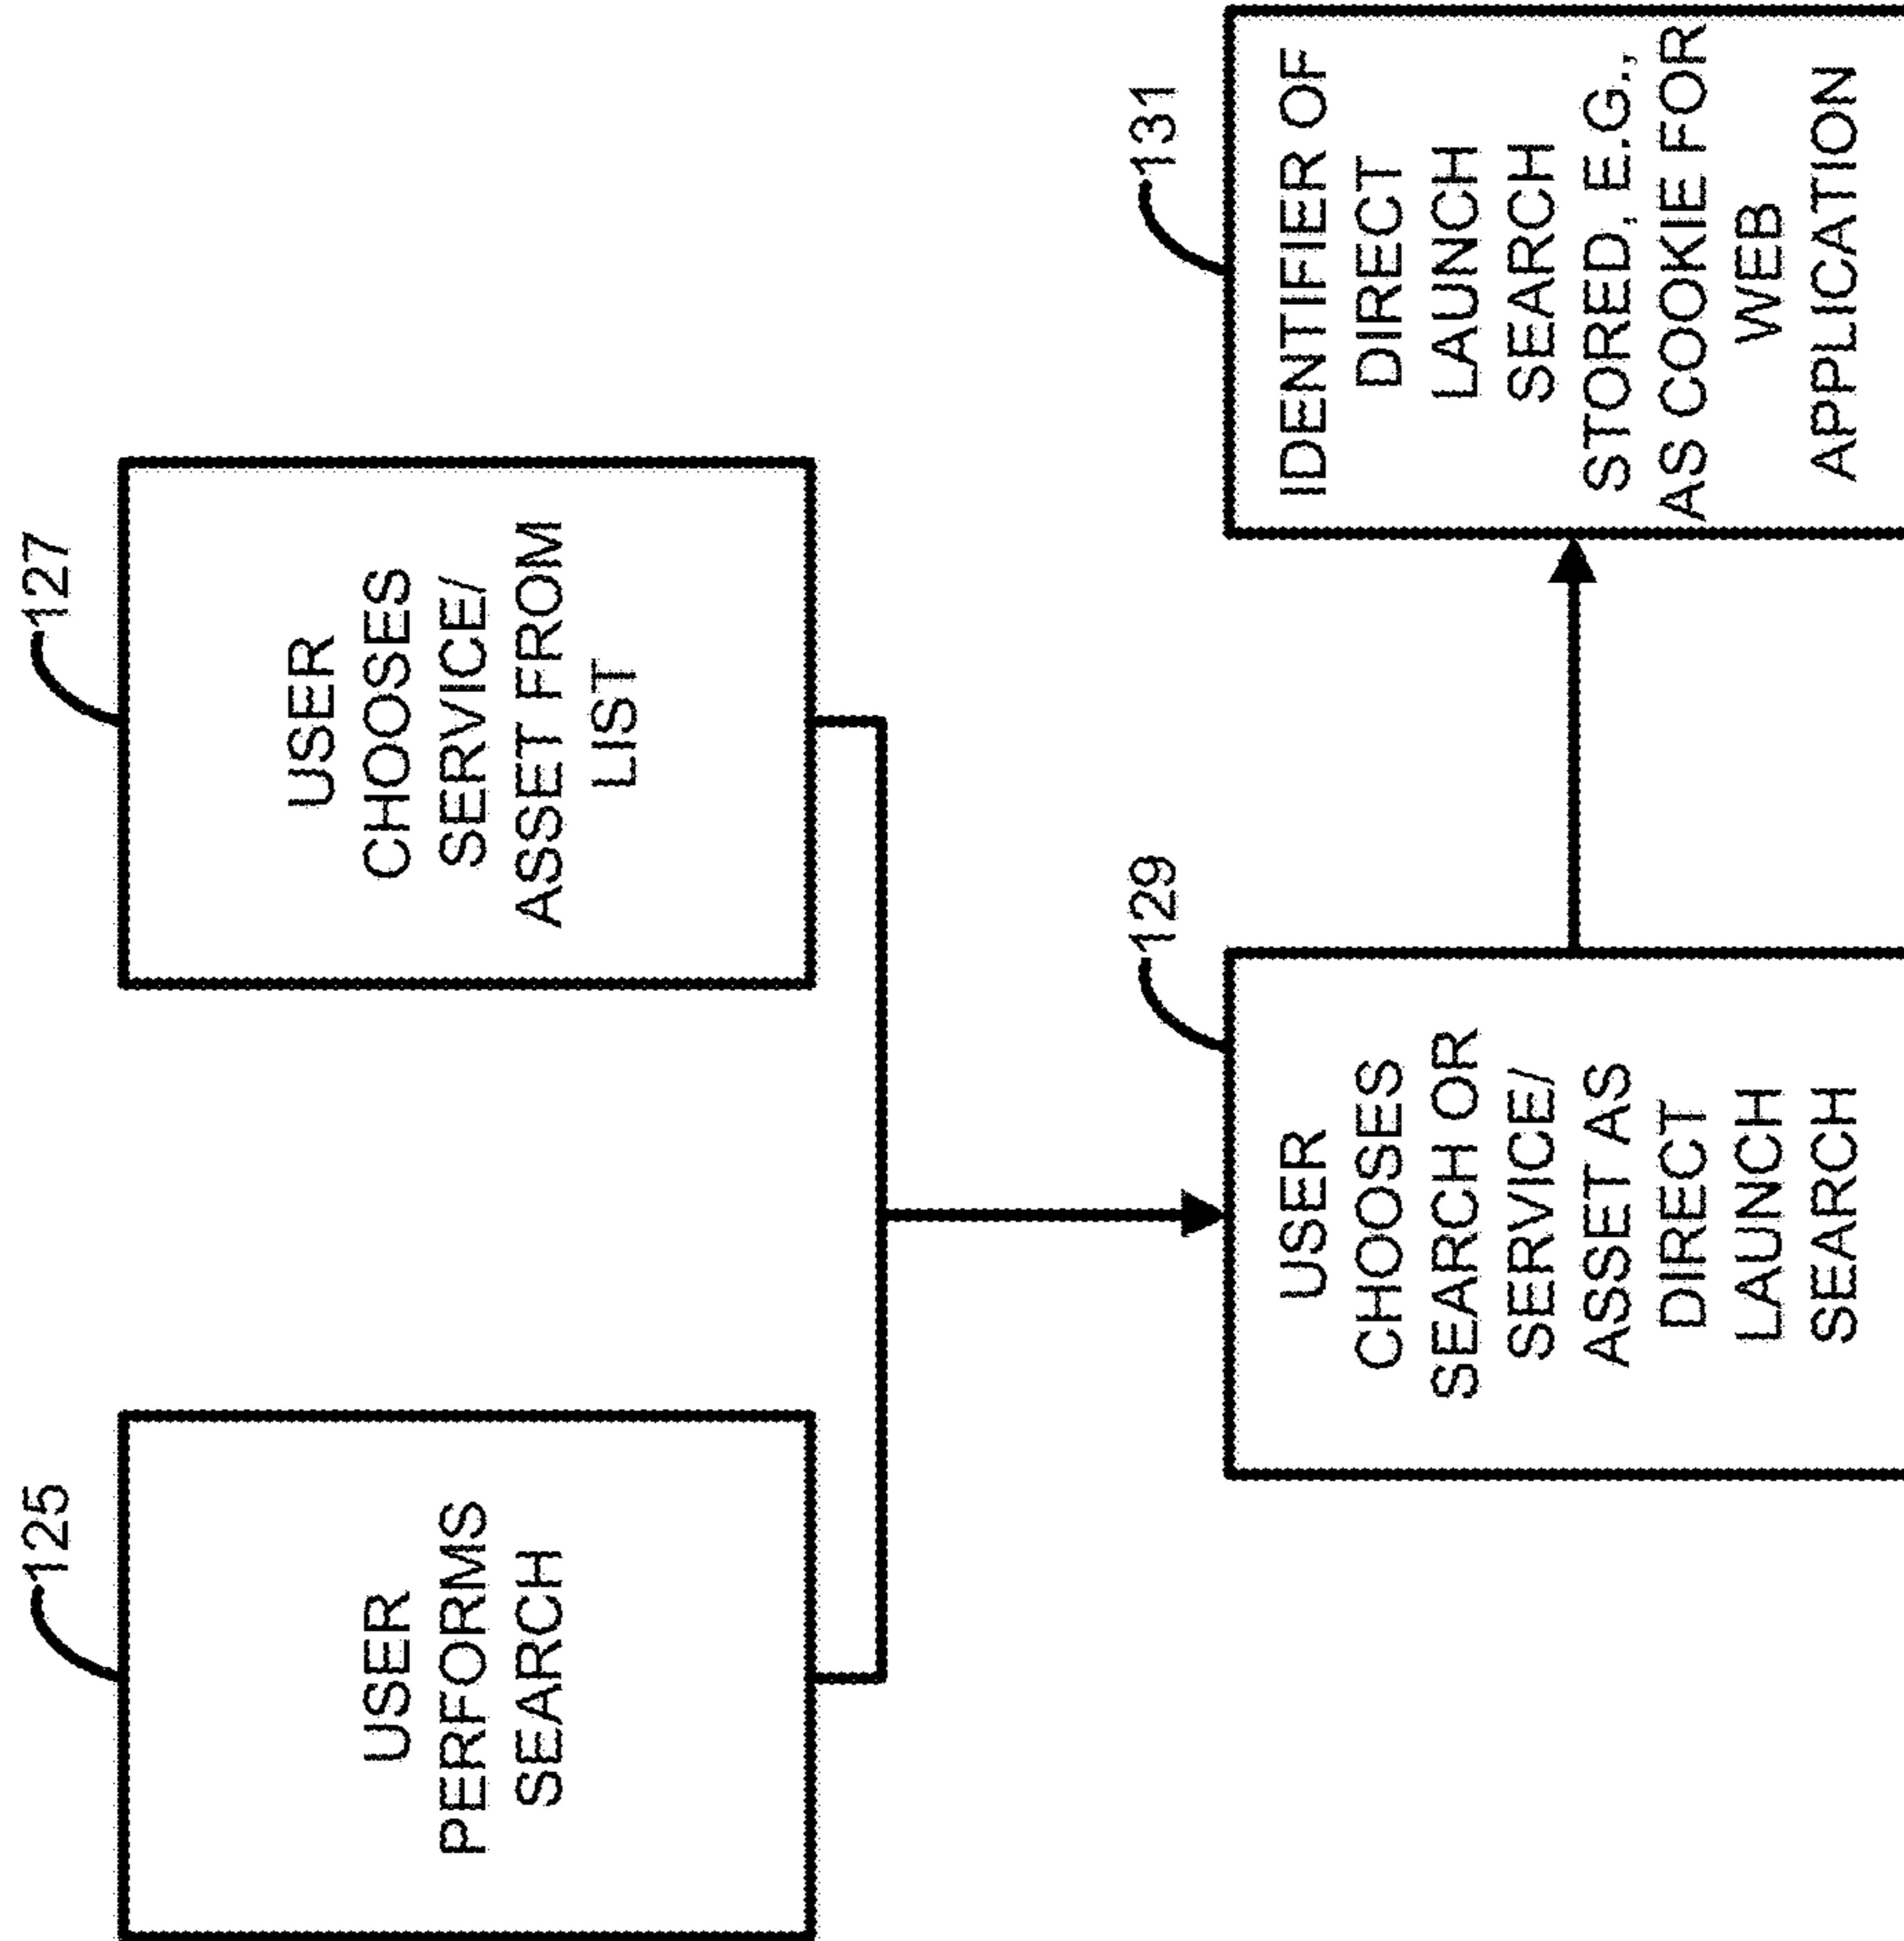 125
USER
PERFORMS
SEARCH
127
USER
CHOOSES
SERVICE/
ASSET FROM
LIST
129
USER
CHOOSES
SEARCH OR
SERVICE/
ASSET AS
DIRECT
LAUNCH
SEARCH
131
IDENTIFIER OF
DIRECT
LAUNCH
SEARCH
STORED, E.G.,
AS COOKIE FOR
WEB
APPLICATION